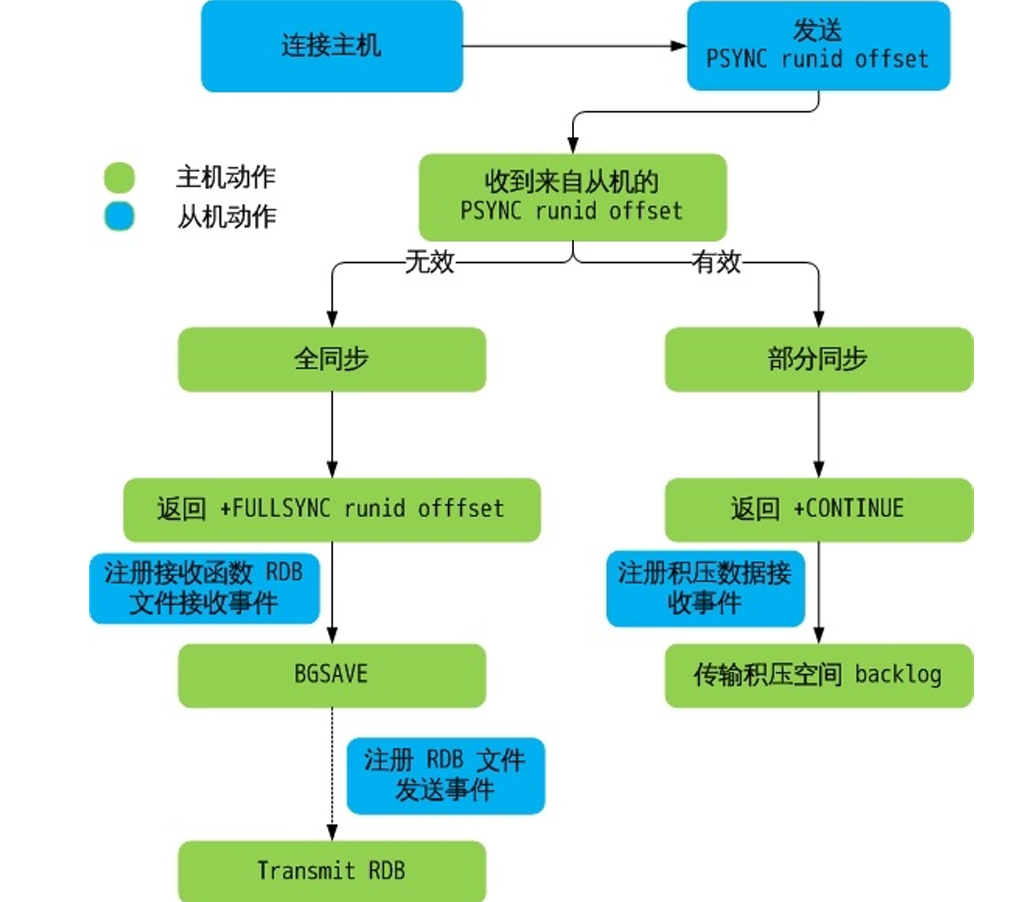 连接主机
发送
PSYNC runid offset
主机动作
从机动作
收到来自从机的
PSYNC runid offset
无效
有效
全同步
部分同步
返回 +FULLSYNC runid offfset
返回 +CONTINUE
注册接收函数 RDB
文件接收事件
注册积压数据接
收事件
BGSAVE
传输积压空间 backlog
注册 RDB 文件
发送事件
Transmit RDB